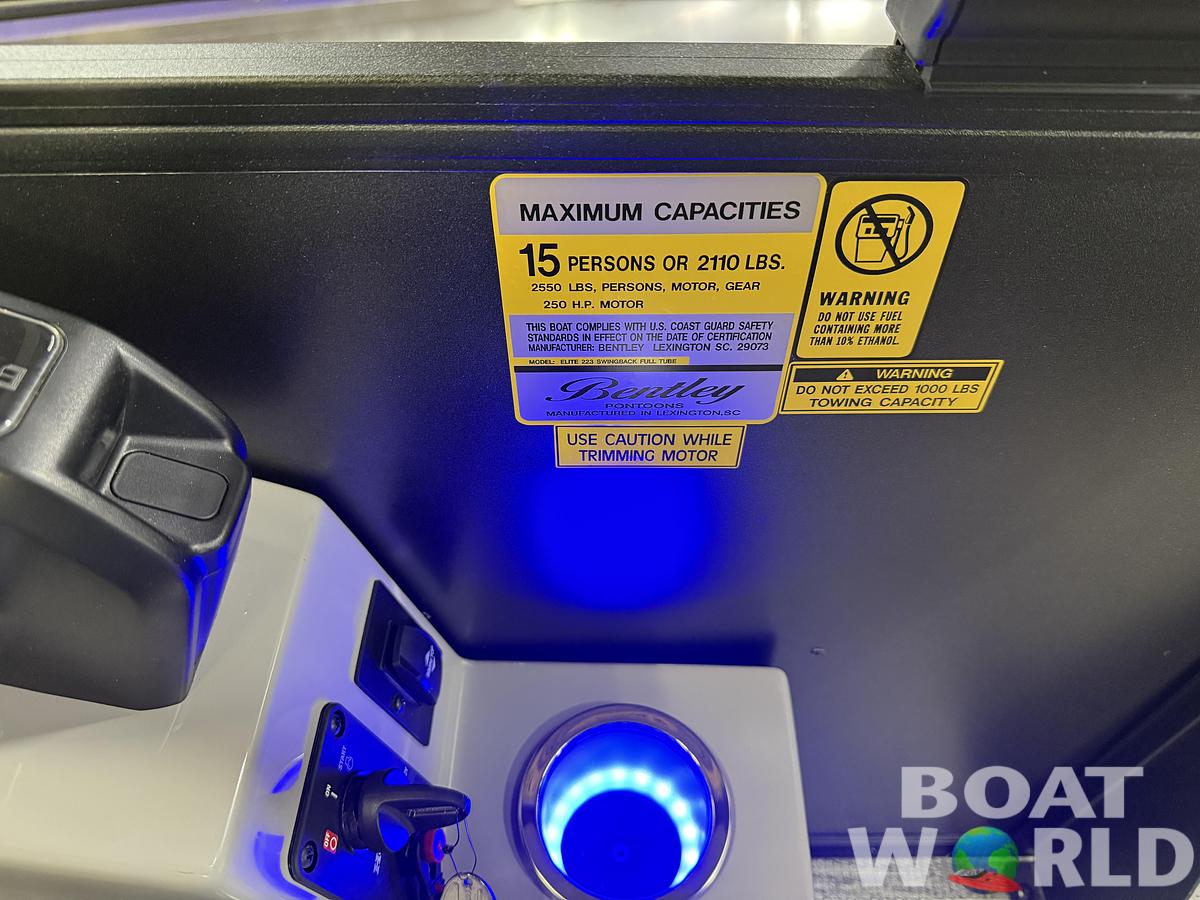 MAXIMUM CAPACITIES
15 PERSONS OR 2110 LBS.
2550 LBS, PERSONS, MOTOR, GEAR
250 H.P. MOTOR
THIS BOAT COMPLIES WITH U.S. COAST GUARD SAFETY
STANDARDS IN EFFECT ON THE DATE OF CERTIFICATION
MANUFACTURER: BENTLEY LEXINGTON SC. 29073
MODEL: ELITE 223 SWINGBACK FULL TUBE
Bentley
PONTOONS
MANUFACTURED IN LEXINGTON,SC
USE CAUTION WHILE
TRIMMING MOTOR
WARNING
DO NOT USE FUEL
CONTAINING MORE
THAN 10% ETHANOL.
WARNING
DO NOT EXCEED 1000 LBS
TOWING CAPACITY
START
ON
OFF
BOAT
WORLD